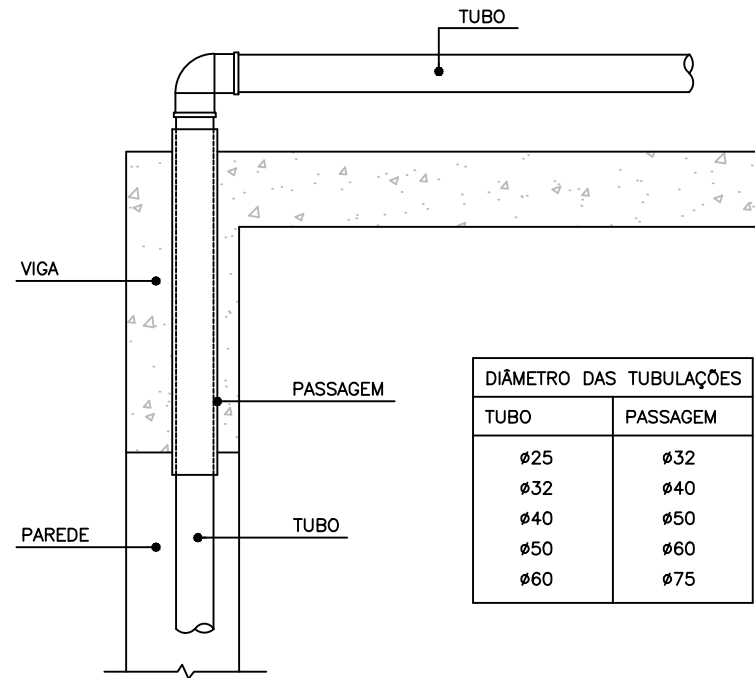 TUBO
VIGA
PASSAGEM
PAREDE
TUBO
DIÂMETRO DAS TUBULAÇÕES
TUBO PASSAGEM
ø25 ø32
ø32 ø40
ø40 ø50
ø50 ø60
ø60 ø75